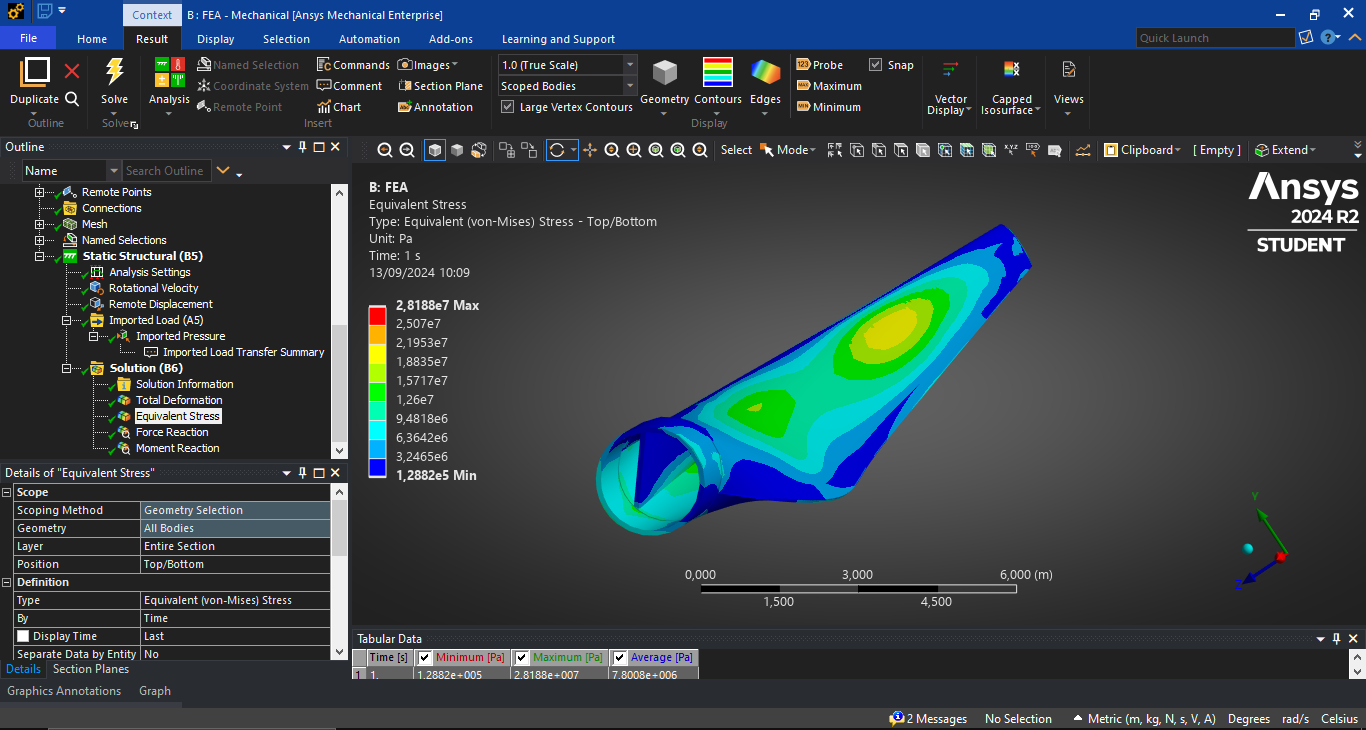 Context B : FEA - Mechanical [Ansys Mechanical Enterprise]
File Home Result Display Selection Automation Add-ons Learning and Support Quick Launch
Duplicate Solve Analysis
Named Selection Commands Images
Coordinate System Comment Section Plane
Remote Point Chart Annotation
1.0 (True Scale)
Scoped Bodies
Large Vertex Contours
Geometry Contours Edges
Probe Snap
Maximum
Minimum
Vector Display
Capped Isosurface
Views
Outline Solver Insert Display
Outline
Name Search Outline
Select Mode Clipboard [ Empty ] Extend
Remote Points
Connections
Mesh
Named Selections
Static Structural (B5)
Analysis Settings
Rotational Velocity
Remote Displacement
Imported Load (A5)
Imported Pressure
Imported Load Transfer Summary
Solution (B6)
Solution Information
Total Deformation
Equivalent Stress
Force Reaction
Moment Reaction
Details of "Equivalent Stress"
Scope
Scoping Method Geometry Selection
Geometry All Bodies
Layer Entire Section
Position Top/Bottom
Definition
Type Equivalent (von-Mises) Stress
By Time
Display Time Last
Separate Data by Entity No
Details Section Planes
Graphics Annotations Graph
B: FEA
Equivalent Stress
Type: Equivalent (von-Mises) Stress - Top/Bottom
Unit: Pa
Time: 1 s
13/09/2024 10:09
2,8188e7 Max
2,507e7
2,1953e7
1,8835e7
1,5717e7
1,26e7
9,4818e6
6,3642e6
3,2465e6
1,2882e5 Min
Ansys
2024 R2
STUDENT
Y
Z
0,000 3,000 6,000 (m)
1,500 4,500
Tabular Data
Time [s] Minimum [Pa] Maximum [Pa] Average [Pa]
1 1. 1.2882e+005 2.8188e+007 7.8008e+006
2 Messages No Selection Metric (m, kg, N, s, V, A) Degrees rad/s Celsius